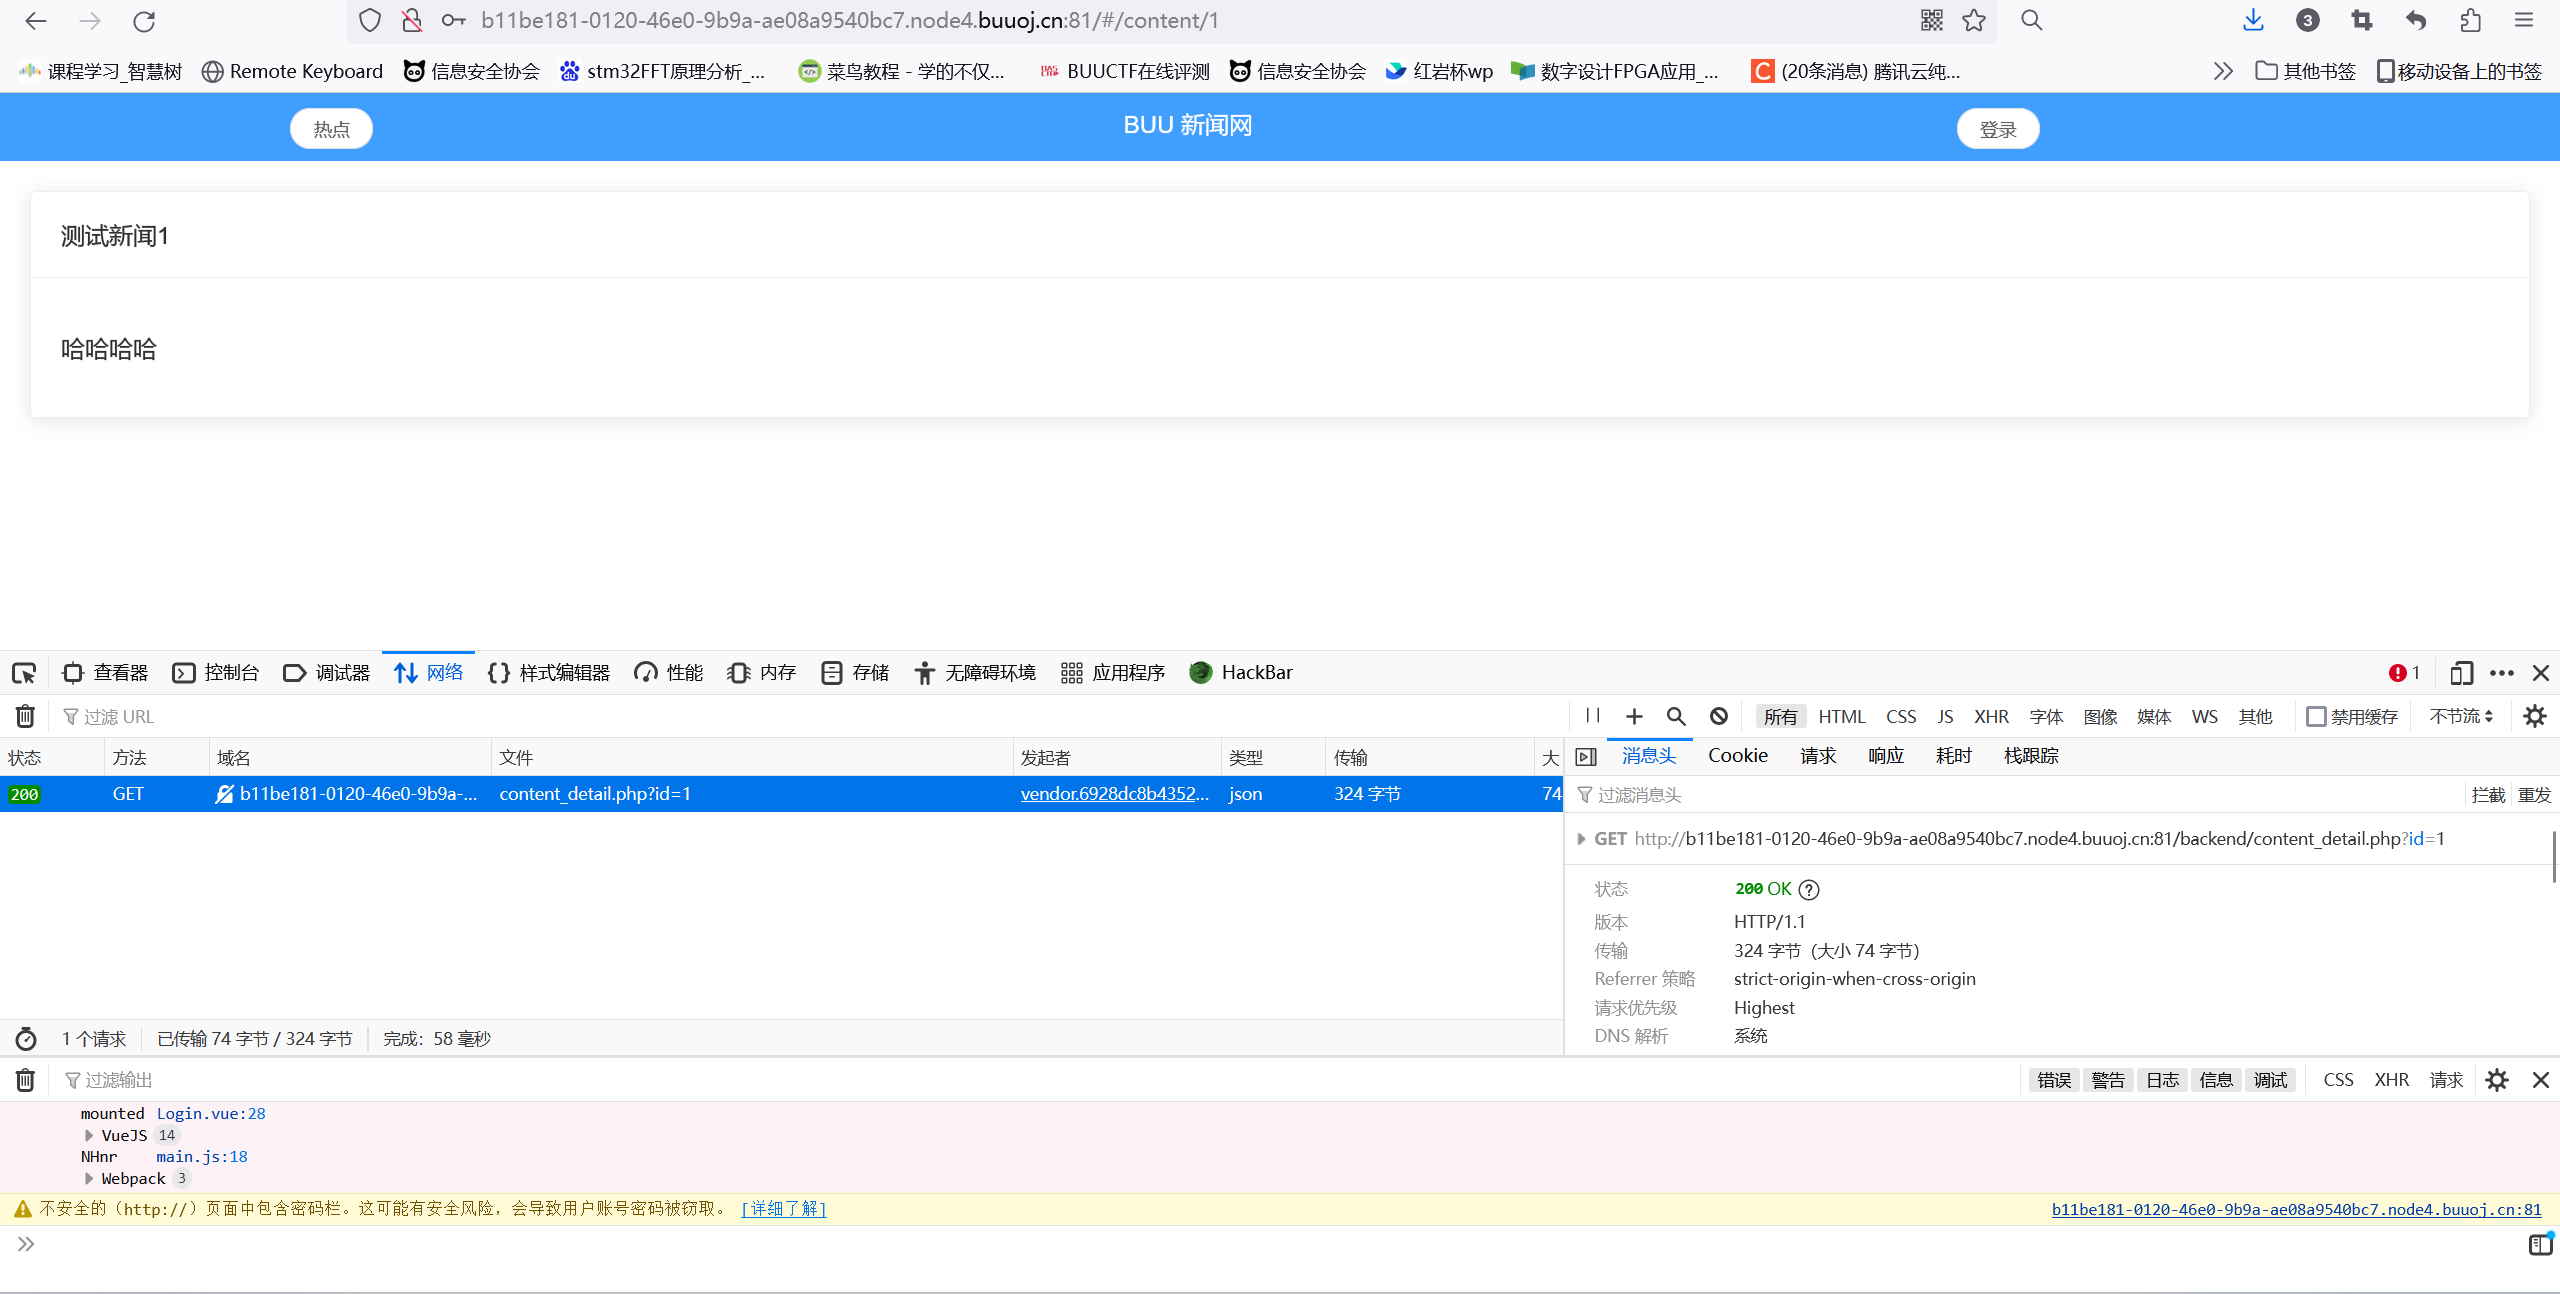 b11be181-0120-46e0-9b9a-ae08a9540bc7.node4.buuoj.cn:81/#/content/1
3
课程学习_智慧树
Remote Keyboard
信息安全协会
stm32FFT原理分析_...
菜鸟教程 - 学的不仅...
BUUCTF在线评测
信息安全协会
红岩杯wp
数字设计FPGA应用_...
(20条消息) 腾讯云纯...
其他书签
移动设备上的书签
热点
BUU 新闻网
登录
测试新闻1
哈哈哈哈
查看器
控制台
调试器
网络
样式编辑器
性能
内存
存储
无障碍环境
应用程序
HackBar
1
过滤 URL
所有
HTML
CSS
JS
XHR
字体
图像
媒体
WS
其他
禁用缓存
不节流
状态
方法
域名
文件
发起者
类型
传输
大
消息头
Cookie
请求
响应
耗时
栈跟踪
200
GET
b11be181-0120-46e0-9b9a-...
content_detail.php?id=1
vendor.6928dc8b4352...
json
324 字节
74
过滤消息头
拦截
重发
GET http://b11be181-0120-46e0-9b9a-ae08a9540bc7.node4.buuoj.cn:81/backend/content_detail.php?id=1
状态 200 OK
版本 HTTP/1.1
传输 324 字节（大小 74 字节）
Referrer 策略 strict-origin-when-cross-origin
请求优先级 Highest
DNS 解析 系统
1 个请求
已传输 74 字节 / 324 字节
完成：58 毫秒
过滤输出
错误
警告
日志
信息
调试
CSS
XHR
请求
mounted Login.vue:28
VueJS 14
NHnr main.js:18
Webpack 3
不安全的（http://）页面中包含密码栏。这可能有安全风险，会导致用户账号密码被窃取。 [详细了解]
b11be181-0120-46e0-9b9a-ae08a9540bc7.node4.buuoj.cn:81